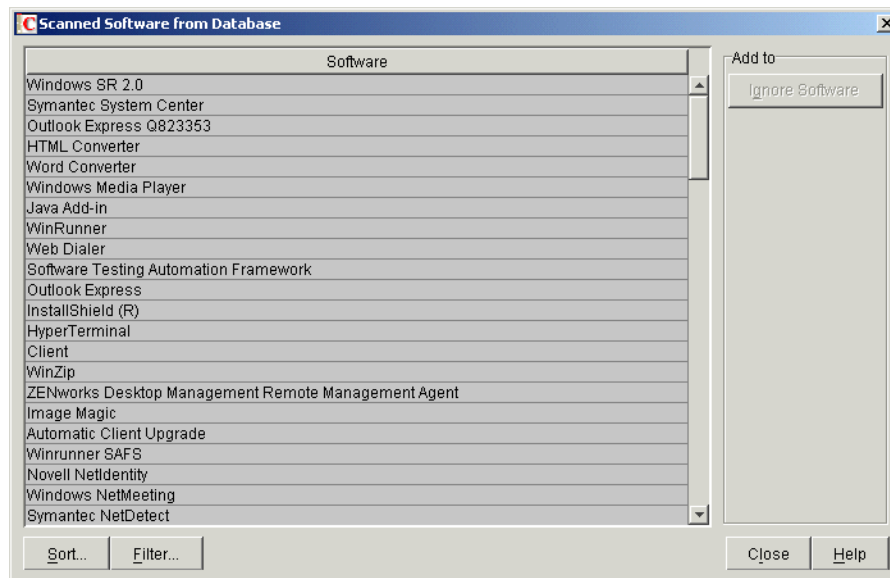 Scanned Software from Database
Software
Windows SR 2.0
Symantec System Center
Outlook Express Q823353
HTML Converter
Word Converter
Windows Media Player
Java Add-in
WinRunner
Web Dialer
Software Testing Automation Framework
Outlook Express
InstallShield (R)
HyperTerminal
Client
WinZip
ZENworks Desktop Management Remote Management Agent
Image Magic
Automatic Client Upgrade
Winrunner SAFS
Novell NetIdentity
Windows NetMeeting
Symantec NetDetect
Add to
Ignore Software
Sort... Filter... Close Help